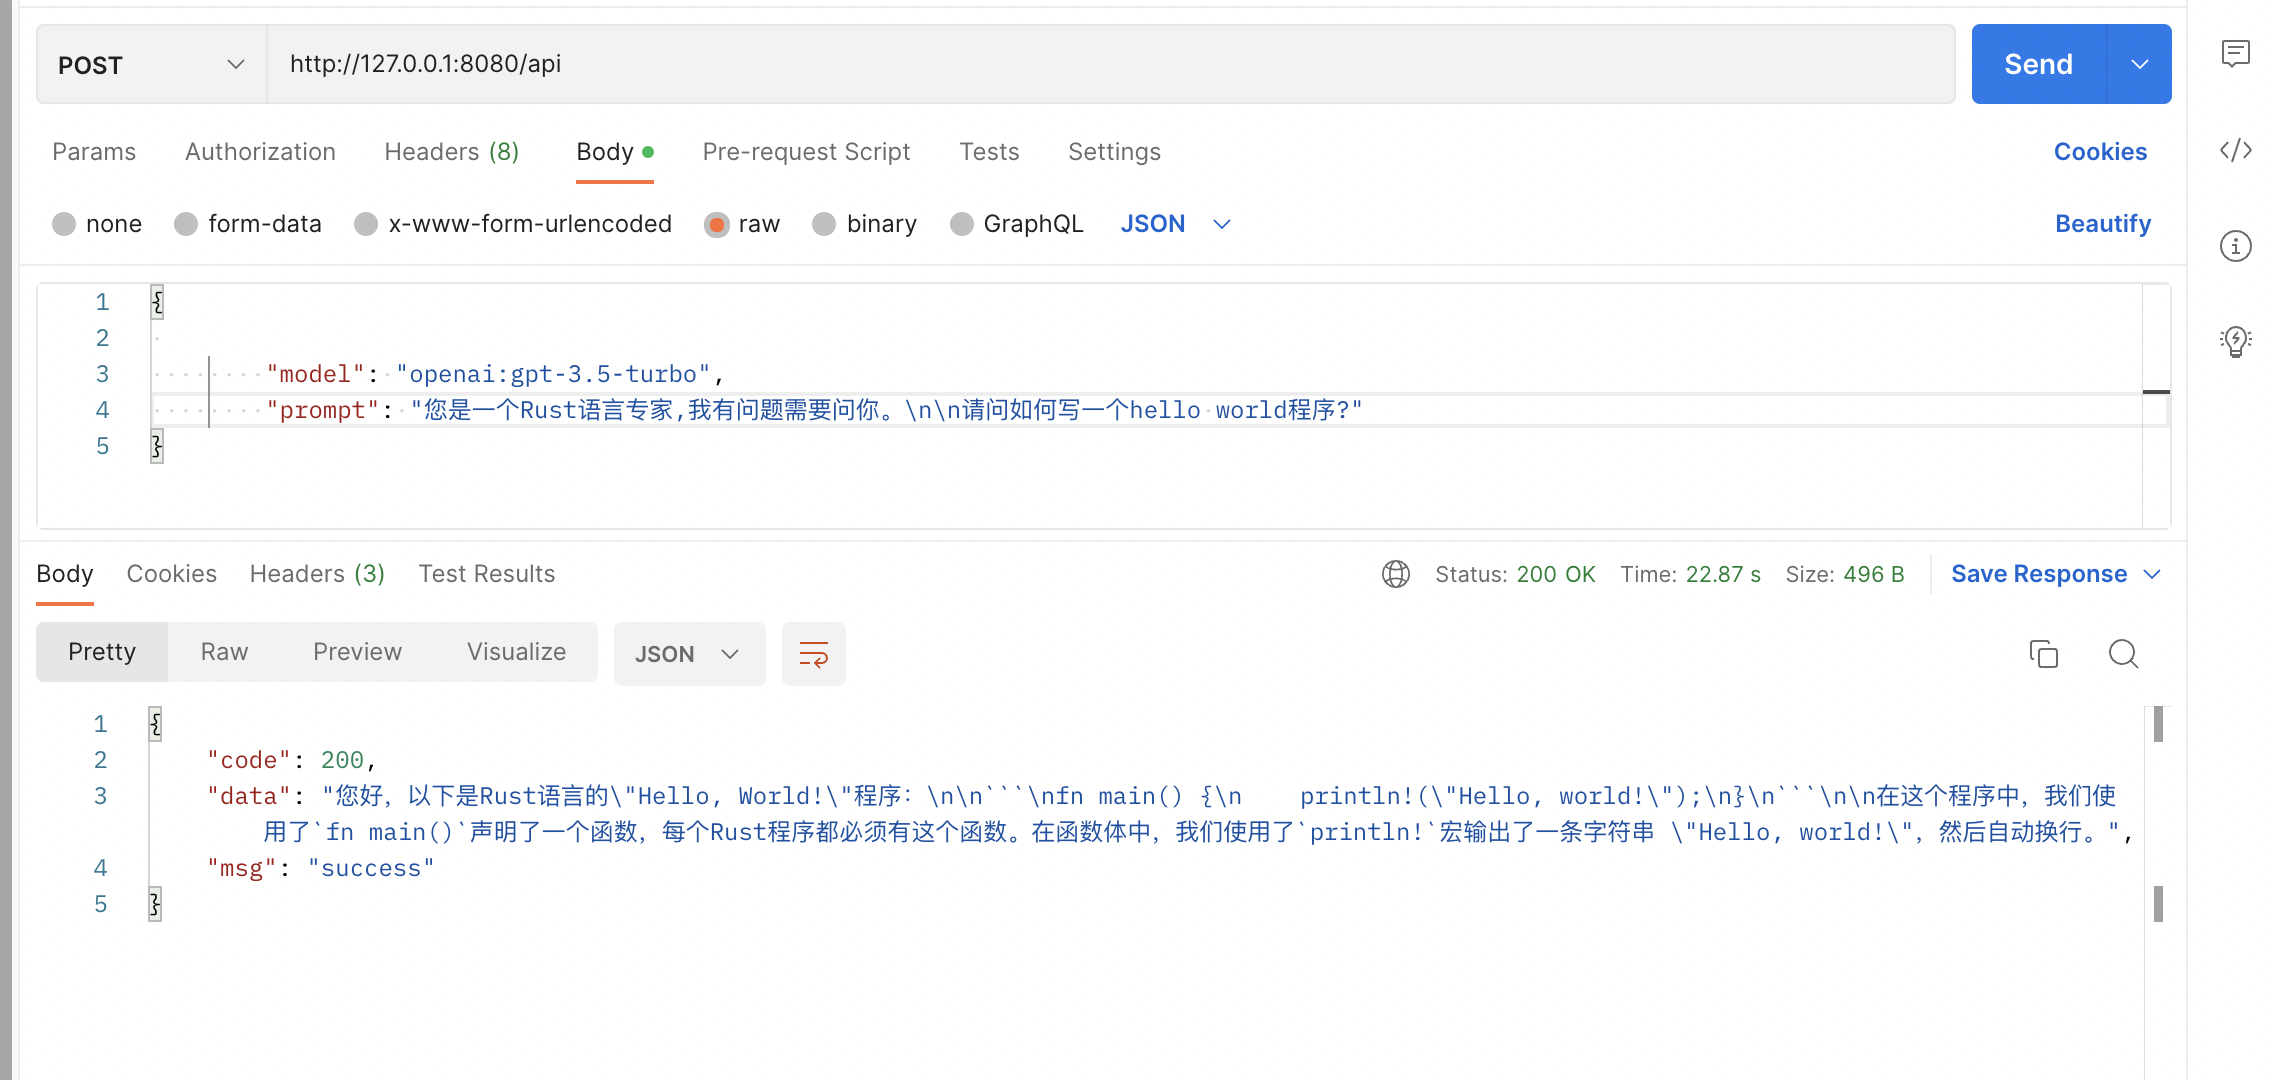 POST http://127.0.0.1:8080/api Send
Params Authorization Headers (8) Body Pre-request Script Tests Settings Cookies
none form-data x-www-form-urlencoded raw binary GraphQL JSON Beautify
1 {
2
3 "model": "openai:gpt-3.5-turbo",
4 "prompt": "您是一个Rust语言专家,我有问题需要问你。\n\n请问如何写一个hello world程序?"
5 }
Body Cookies Headers (3) Test Results Status: 200 OK Time: 22.87 s Size: 496 B Save Response
Pretty Raw Preview Visualize JSON
1 {
2 "code": 200,
3 "data": "您好，以下是Rust语言的\"Hello, World!\"程序：\n\n```\nfn main() {\n    println!(\"Hello, world!\");\n}\n```\n\n在这个程序中，我们使
用了`fn main()`声明了一个函数，每个Rust程序都必须有这个函数。在函数体中，我们使用了`println!`宏输出了一条字符串 \"Hello, world!\"，然后自动换行。",
4 "msg": "success"
5 }